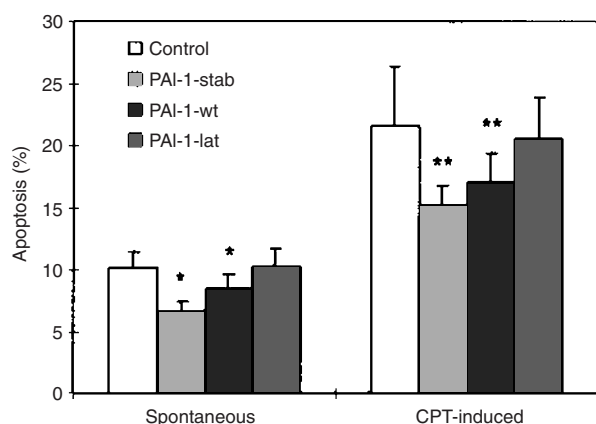 30
25
20
15
10
5
0
Apoptosis (%)
Control
PAI-1-stab
PAI-1-wt
PAI-1-lat
*
*
**
**
Spontaneous
CPT-induced